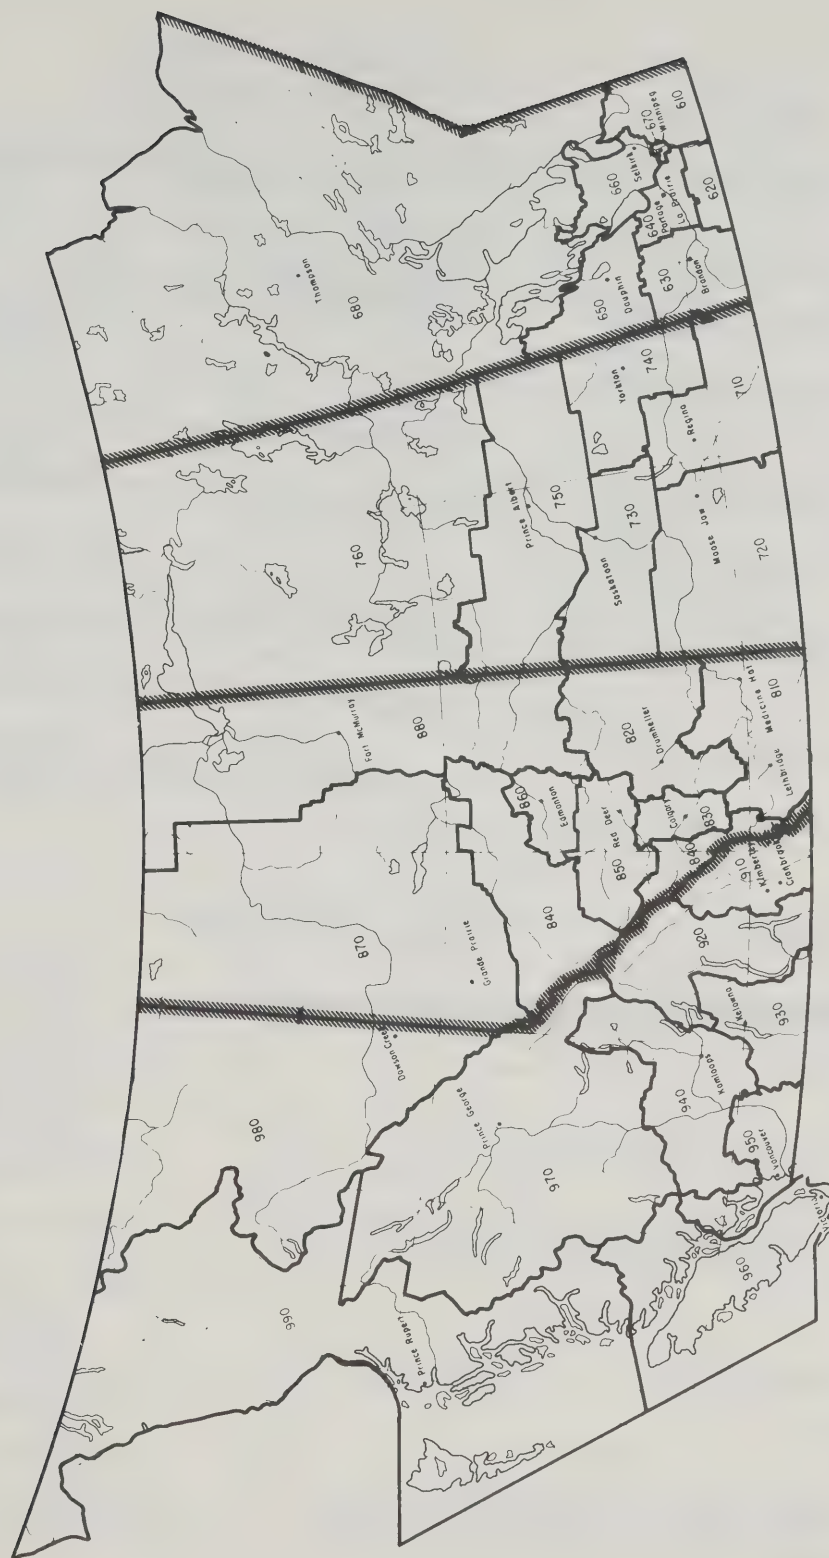 990
Prince Rupert
960
Victoria
980
970
Prince George
Dawson Creek
950
Vancouver
940
Kamloops
930
Kelowna
920
910
Kimberley
Cranbrook
870
Grande Prairie
840
840
850
Red Deer
830
Calgary
860
Edmonton
880
Fort McMurray
820
Drumheller
810
Lethbridge
Medicine Hat
760
750
Prince Albert
730
Saskatoon
720
Moose Jaw
710
Regina
740
Yorkton
680
Thompson
650
Dauphin
630
Brandon
640
Portage
La Prairie
620
660
Selkirk
670
Winnipeg
610